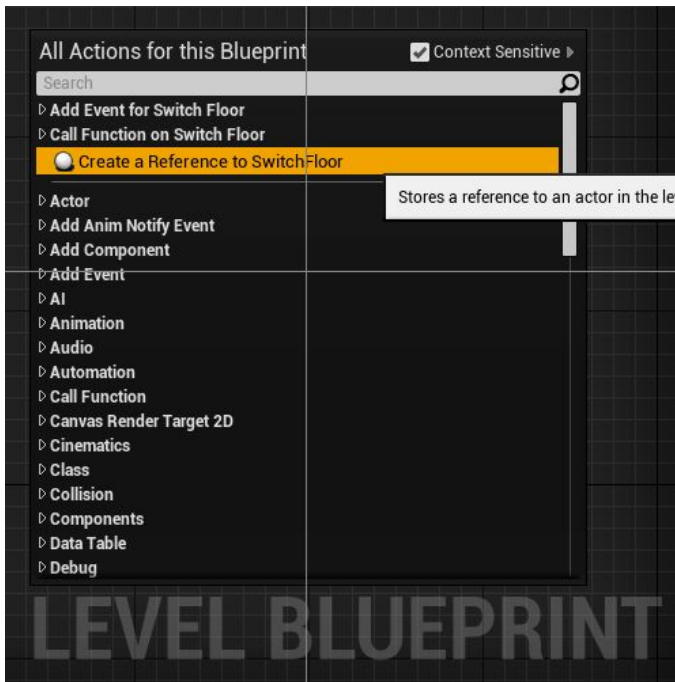 All Actions for this Blueprint Context Sensitive
Search
Add Event for Switch Floor
Call Function on Switch Floor
Create a Reference to SwitchFloor
Stores a reference to an actor in the le
Actor
Add Anim Notify Event
Add Component
Add Event
AI
Animation
Audio
Automation
Call Function
Canvas Render Target 2D
Cinematics
Class
Collision
Components
Data Table
Debug
LEVEL BLUEPRINT